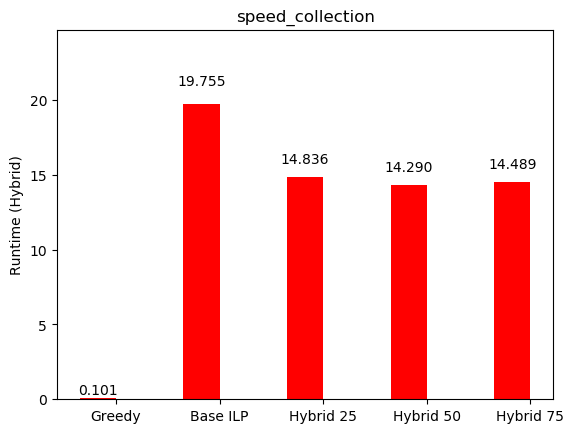 speed_collection
Runtime (Hybrid)
20
15
10
5
0
0.101
19.755
14.836
14.290
14.489
Greedy
Base ILP
Hybrid 25
Hybrid 50
Hybrid 75